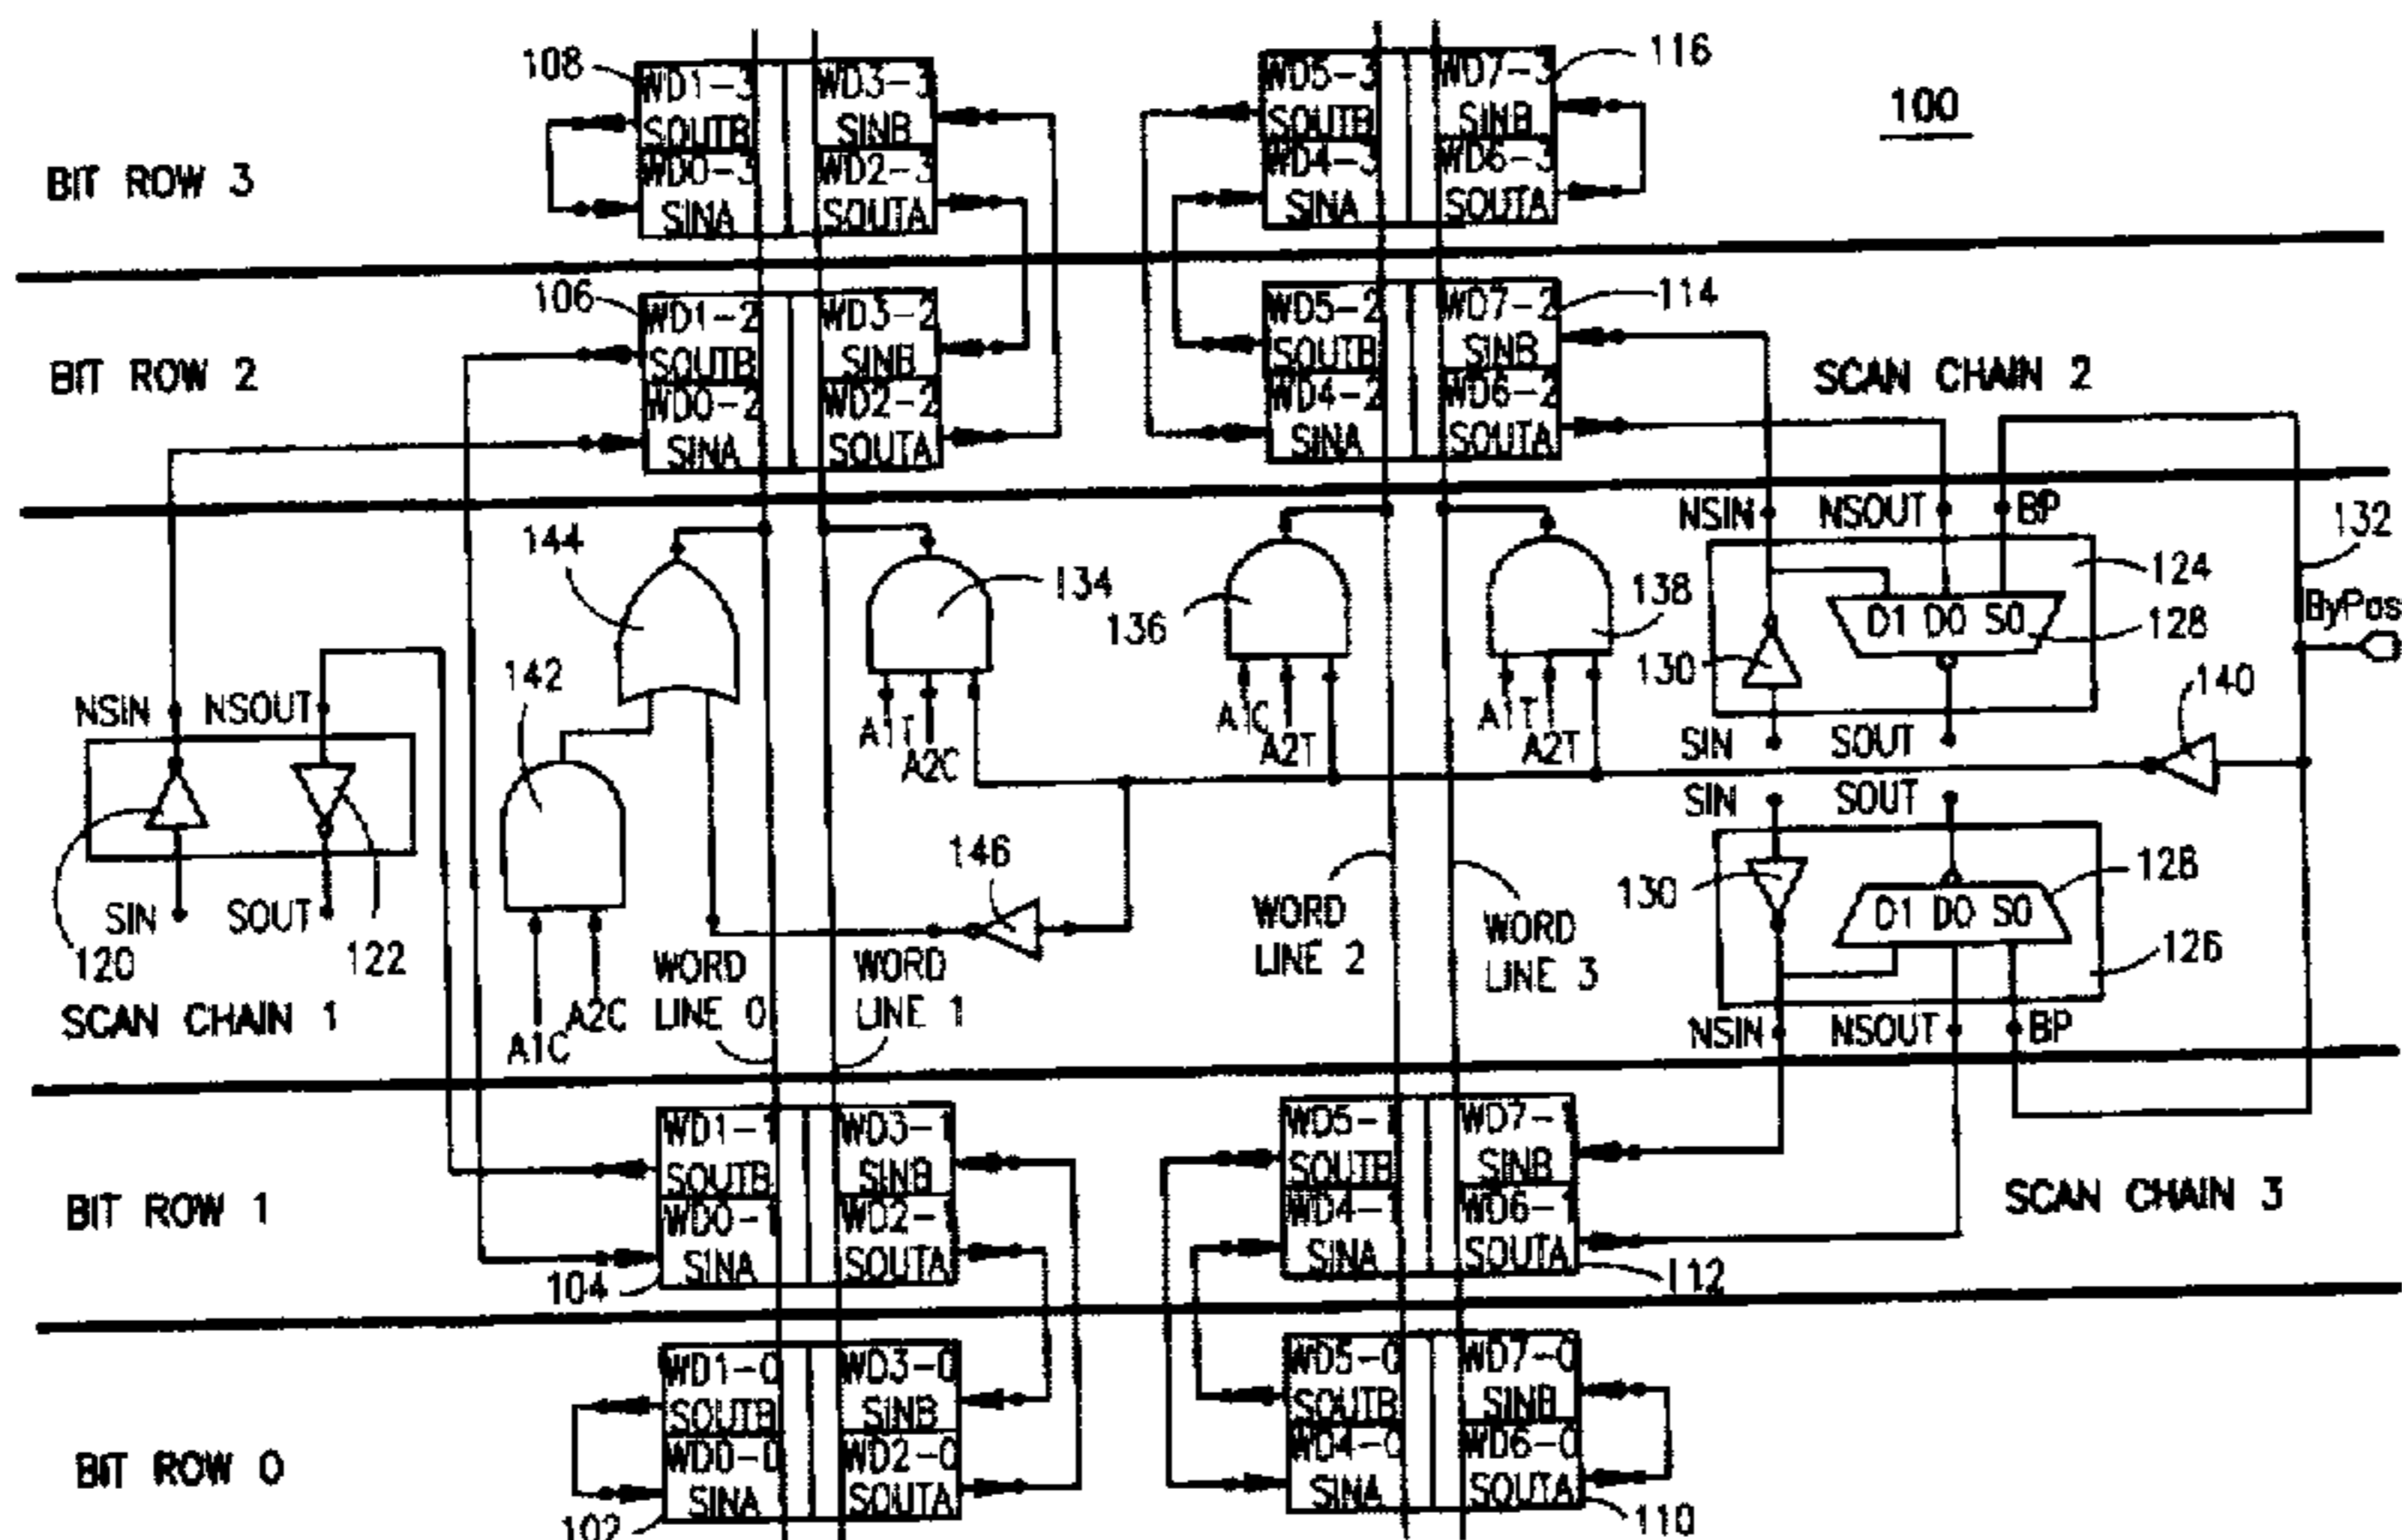 100
108
WD1-3
SOUTB
WD0-3
SINA
WD3-3
SINB
WD2-3
SOUTA
WD5-3
SOUTB
WD4-3
SINA
WD7-3
SINB
WD6-3
SOUTA
116
BIT ROW 3
106
WD1-2
SOUTB
WD0-2
SINA
WD3-2
SINB
WD2-2
SOUTA
WD5-2
SOUTB
WD4-2
SINA
WD7-2
SINB
WD6-2
SOUTA
114
BIT ROW 2
SCAN CHAIN 2
NSIN
NSOUT
BP
132
144
134
136
138
124
D1 D0 S0
128
130
ByPas
142
NSIN
NSOUT
A1T
A2C
A1C
A2T
A1T
A2T
SIN
SOUT
140
SIN
SOUT
SIN
SOUT
120
122
SCAN CHAIN 1
A1C
A2C
146
WORD
LINE 0
WORD
LINE 1
WORD
LINE 2
WORD
LINE 3
130
D1 D0 S0
128
126
NSIN
NSOUT
BP
BIT ROW 1
WD1-1
SOUTB
WD0-1
SINA
104
WD3-1
SINB
WD2-1
SOUTA
WD5-1
SOUTB
WD4-1
SINA
WD7-1
SINB
WD6-1
SOUTA
112
SCAN CHAIN 3
BIT ROW 0
WD1-0
SOUTB
WD0-0
SINA
102
WD3-0
SINB
WD2-0
SOUTA
WD5-0
SOUTB
WD4-0
SINA
WD7-0
SINB
WD6-0
SOUTA
110